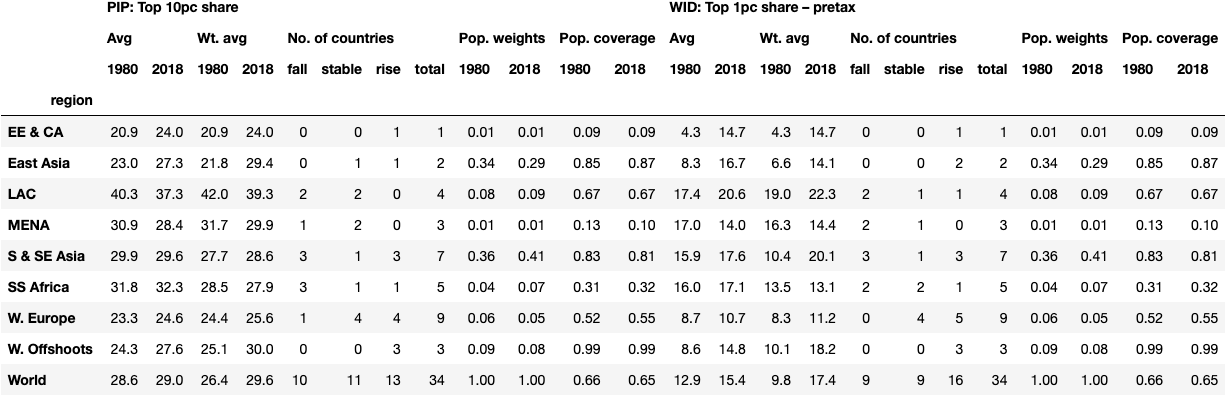 PIP: Top 10pc share WID: Top 1pc share – pretax
Avg Wt. avg No. of countries Pop. weights Pop. coverage Avg Wt. avg No. of countries Pop. weights Pop. coverage
1980 2018 1980 2018 fall stable rise total 1980 2018 1980 2018 1980 2018 1980 2018 fall stable rise total 1980 2018 1980 2018
region
EE & CA 20.9 24.0 20.9 24.0 0 0 1 1 0.01 0.01 0.09 0.09 4.3 14.7 4.3 14.7 0 0 1 1 0.01 0.01 0.09 0.09
East Asia 23.0 27.3 21.8 29.4 0 1 1 2 0.34 0.29 0.85 0.87 8.3 16.7 6.6 14.1 0 0 2 2 0.34 0.29 0.85 0.87
LAC 40.3 37.3 42.0 39.3 2 2 0 4 0.08 0.09 0.67 0.67 17.4 20.6 19.0 22.3 2 1 1 4 0.08 0.09 0.67 0.67
MENA 30.9 28.4 31.7 29.9 1 2 0 3 0.01 0.01 0.13 0.10 17.0 14.0 16.3 14.4 2 1 0 3 0.01 0.01 0.13 0.10
S & SE Asia 29.9 29.6 27.7 28.6 3 1 3 7 0.36 0.41 0.83 0.81 15.9 17.6 10.4 20.1 3 1 3 7 0.36 0.41 0.83 0.81
SS Africa 31.8 32.3 28.5 27.9 3 1 1 5 0.04 0.07 0.31 0.32 16.0 17.1 13.5 13.1 2 2 1 5 0.04 0.07 0.31 0.32
W. Europe 23.3 24.6 24.4 25.6 1 4 4 9 0.06 0.05 0.52 0.55 8.7 10.7 8.3 11.2 0 4 5 9 0.06 0.05 0.52 0.55
W. Offshoots 24.3 27.6 25.1 30.0 0 0 3 3 0.09 0.08 0.99 0.99 8.6 14.8 10.1 18.2 0 0 3 3 0.09 0.08 0.99 0.99
World 28.6 29.0 26.4 29.6 10 11 13 34 1.00 1.00 0.66 0.65 12.9 15.4 9.8 17.4 9 9 16 34 1.00 1.00 0.66 0.65